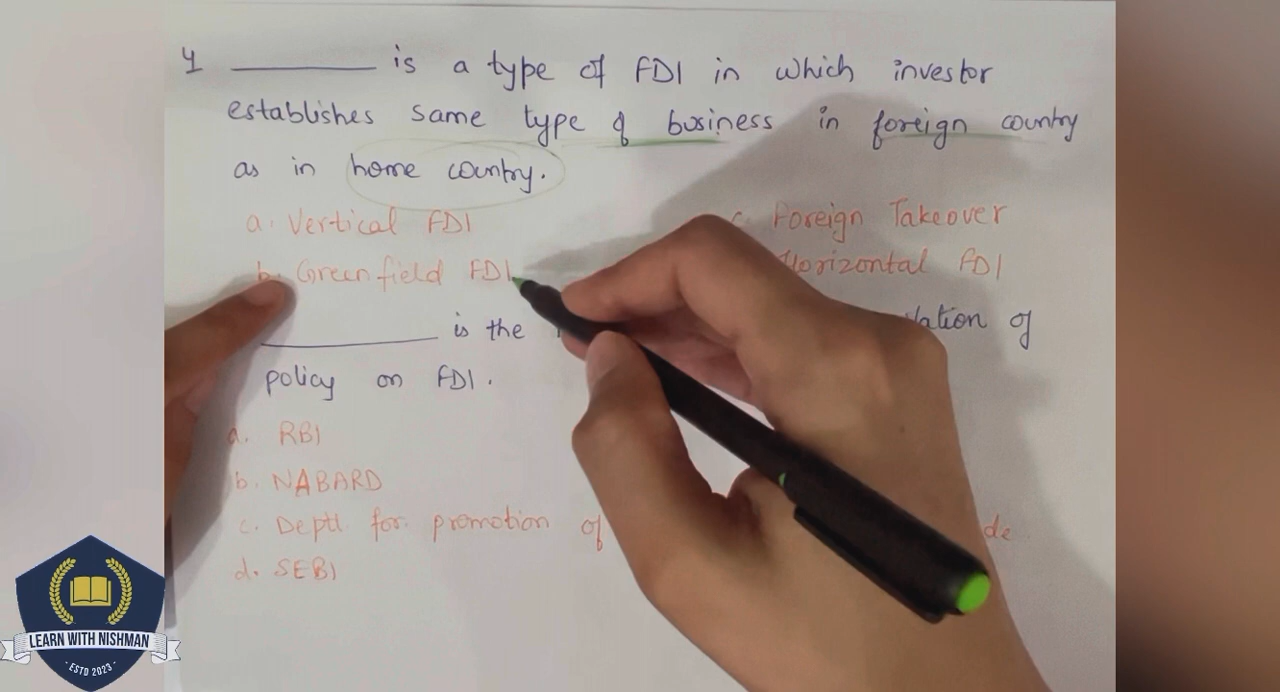 4 ________ is a type of FDI in which investor
establishes same type of business in foreign country
as in home country.
a. Vertical FDI
c. Foreign Takeover
b. Greenfield FDI
Horizontal FDI
________ is the
of
policy on FDI.
a. RBI
b. NABARD
c. Deptt. for promotion of
d. SEBI
LEARN WITH NISHMAN
ESTD 2023